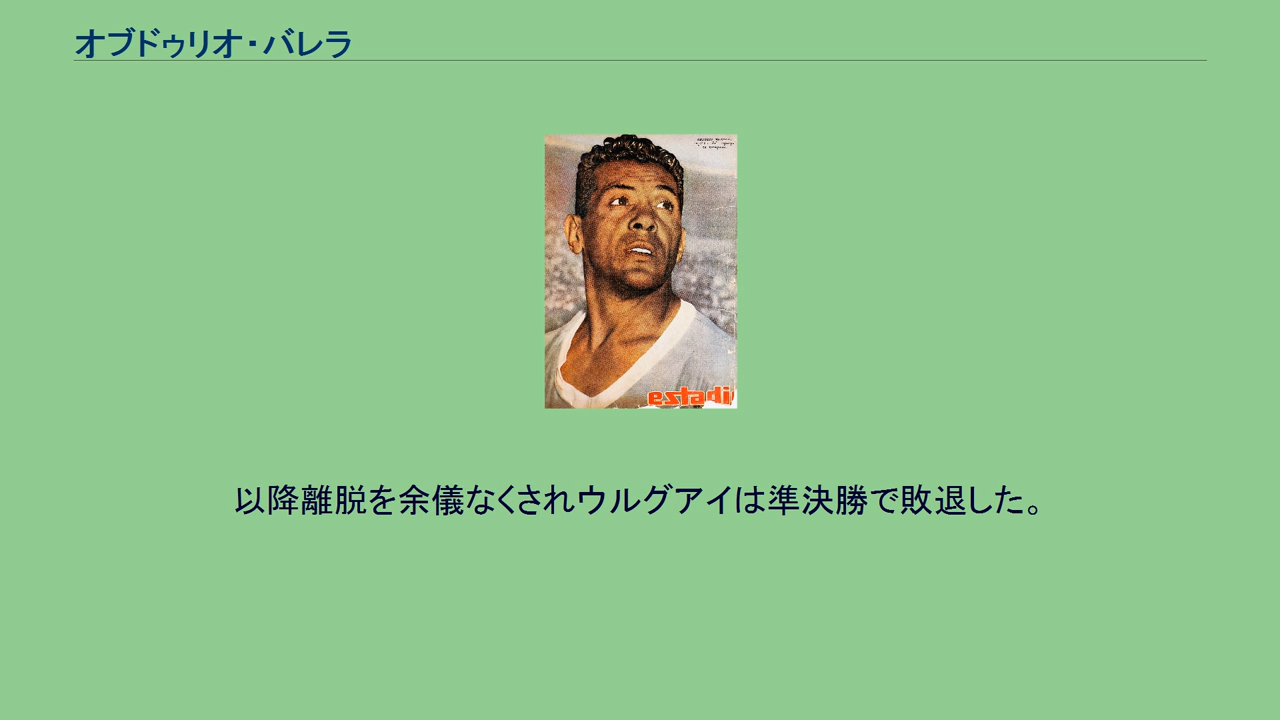 オブドゥリオ・バレラ
estadi
以降離脱を余儀なくされウルグアイは準決勝で敗退した。